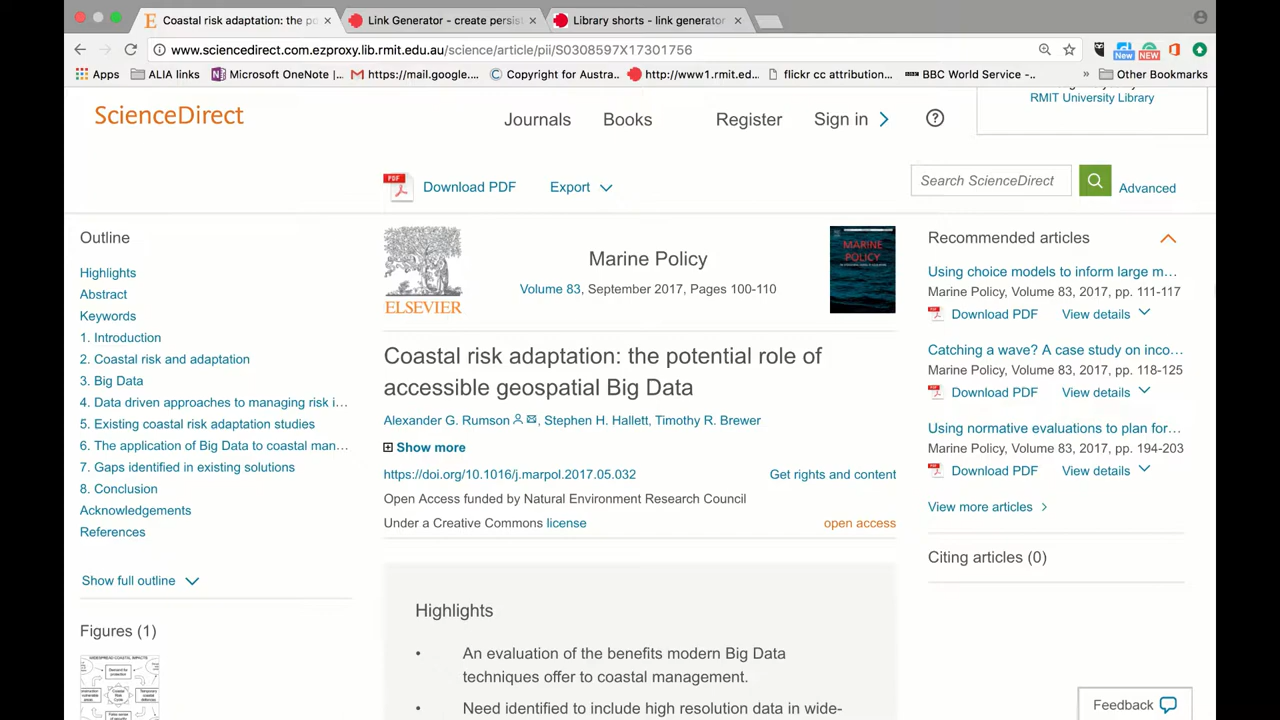 Coastal risk adaptation: the po
Link Generator - create persist
Library shorts - link generator
www.sciencedirect.com.ezproxy.lib.rmit.edu.au/science/article/pii/S0308597X17301756
Apps
ALIA links
Microsoft OneNote |...
https://mail.google....
Copyright for Austra...
http://www1.rmit.ed...
flickr cc attribution...
BBC World Service -...
»
Other Bookmarks
New
NEW
ScienceDirect
Journals
Books
Register
Sign in
RMIT University Library
Download PDF
Export
Search ScienceDirect
Advanced
Outline
Highlights
Abstract
Keywords
1. Introduction
2. Coastal risk and adaptation
3. Big Data
4. Data driven approaches to managing risk i...
5. Existing coastal risk adaptation studies
6. The application of Big Data to coastal man...
7. Gaps identified in existing solutions
8. Conclusion
Acknowledgements
References
Show full outline
Figures (1)
ELSEVIER
Marine Policy
Volume 83, September 2017, Pages 100-110
MARINE
POLICY
Coastal risk adaptation: the potential role of
accessible geospatial Big Data
Alexander G. Rumson, Stephen H. Hallett, Timothy R. Brewer
Show more
https://doi.org/10.1016/j.marpol.2017.05.032
Get rights and content
Open Access funded by Natural Environment Research Council
Under a Creative Commons license
open access
Highlights
• An evaluation of the benefits modern Big Data
techniques offer to coastal management.
• Need identified to include high resolution data in wide-
Recommended articles
Using choice models to inform large m...
Marine Policy, Volume 83, 2017, pp. 111-117
Download PDF View details
Catching a wave? A case study on inco...
Marine Policy, Volume 83, 2017, pp. 118-125
Download PDF View details
Using normative evaluations to plan for...
Marine Policy, Volume 83, 2017, pp. 194-203
Download PDF View details
View more articles
Citing articles (0)
Feedback